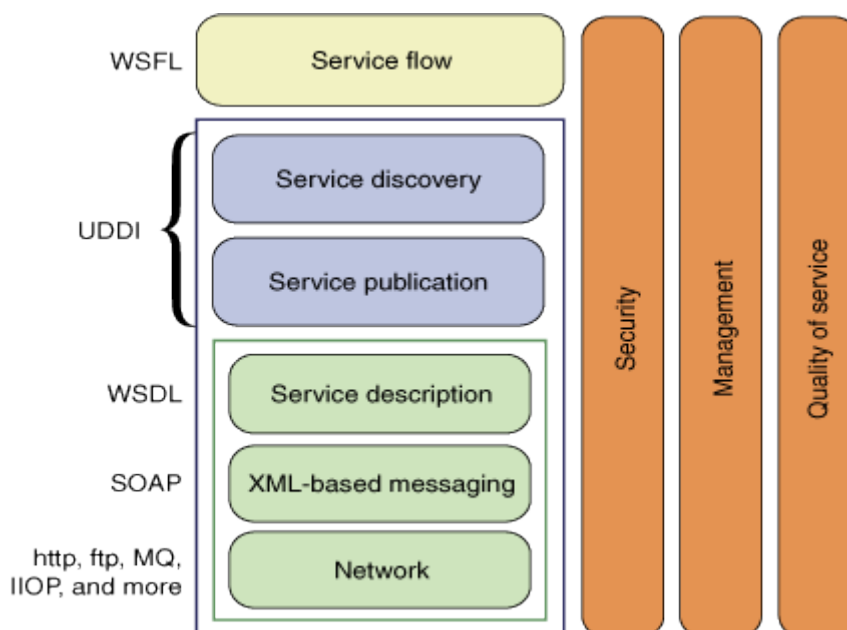 WSFL
Service flow
UDDI
Service discovery
Service publication
WSDL
Service description
SOAP
XML-based messaging
http, ftp, MQ,
IIOP, and more
Network
Security
Management
Quality of service